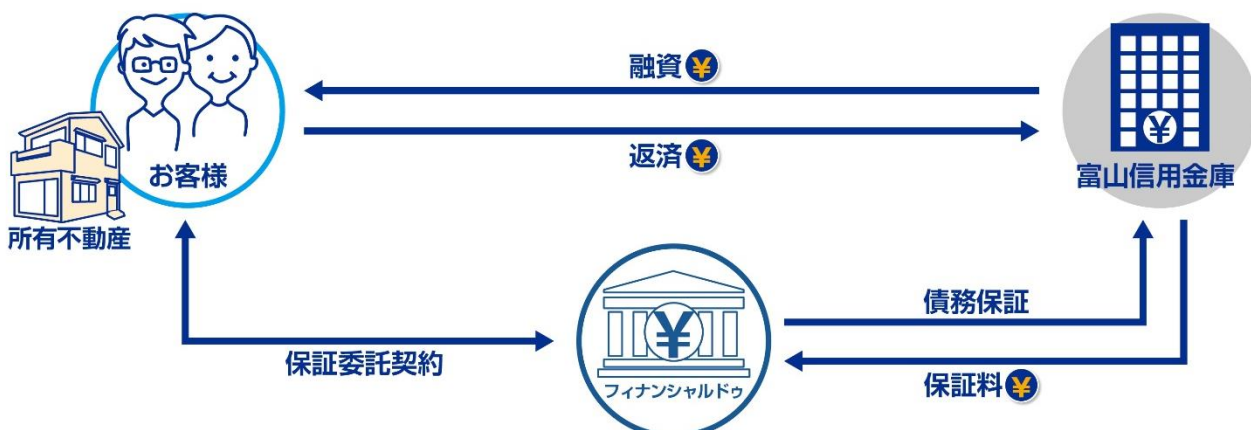 融資¥
返済¥
お客様
所有不動産
¥
富山信用金庫
保証委託契約
¥
フィナンシャルドゥ
債務保証
保証料¥